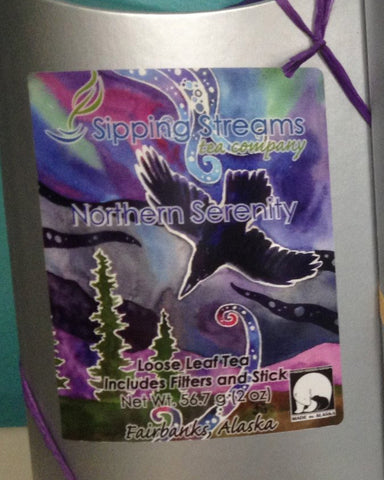 Sipping Streams
tea company
Northern Serenity
Loose Leaf Tea
Includes Filters and Stick
Net Wt. 56.7 g (2 oz)
MADE IN ALASKA
Fairbanks, Alaska